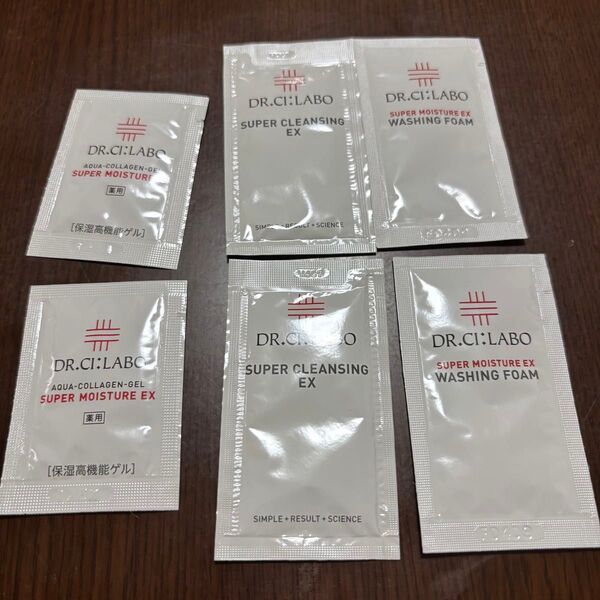 DR.CI:LABO
AQUA-COLLAGEN-GE
SUPER MOISTURE
薬用
[保湿高機能ゲル]
DR.CI:LABO
SUPER CLEANSING
EX
SIMPLE+RESULT+SCIENCE
DR.CI:LABO
SUPER MOISTURE EX
WASHING FOAM
DR.CI:LABO
AQUA-COLLAGEN-GEL
SUPER MOISTURE EX
薬用
[保湿高機能ゲル]
DR.CI:LABO
SUPER CLEANSING
EX
SIMPLE+RESULT+SCIENCE
DR.CI:LABO
SUPER MOISTURE EX
WASHING FOAM